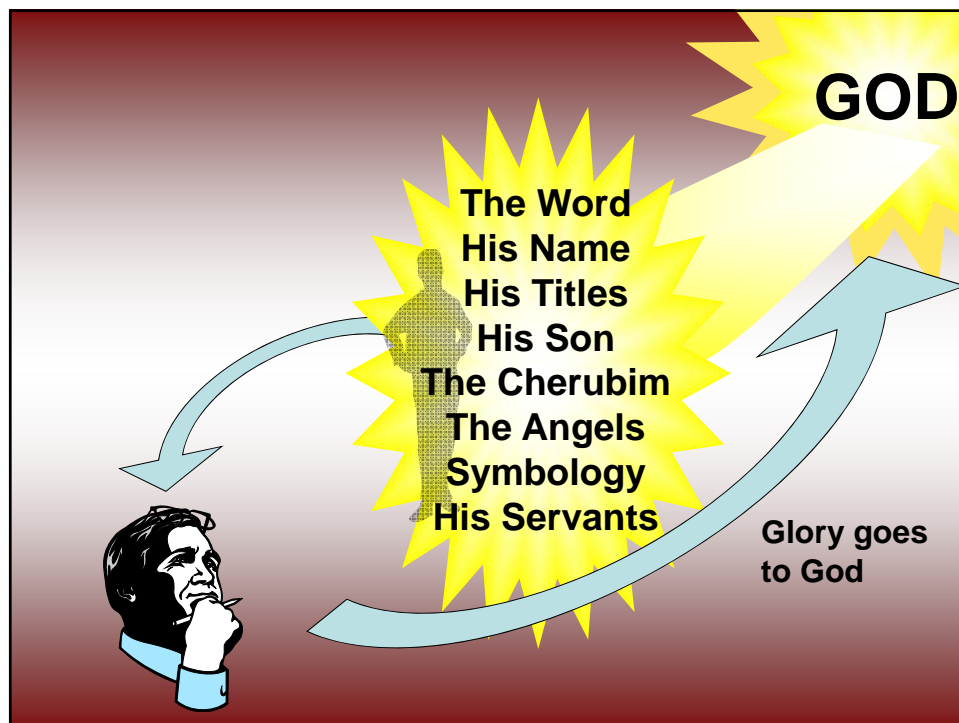 GOD
The Word
His Name
His Titles
His Son
The Cherubim
The Angels
Symbology
His Servants
Glory goes
to God